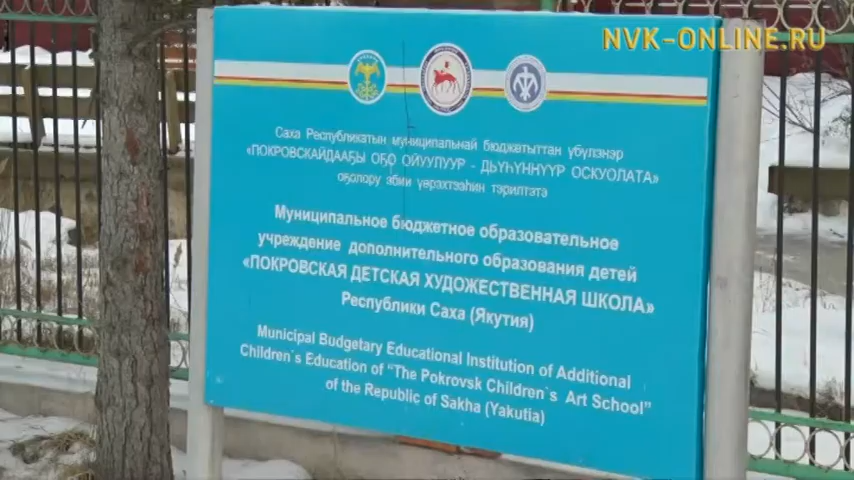 NVK-ONLINE.RU
Саха Республикатын муниципальнай бюджетыттан үбүлэнэр
«ПОКРОВСКАЙДААҔЫ ОҔО ОЙУУЛУУР - ДЬҮҺҮННҮҮР ОСКУОЛАТА»
оҕолору эбии үөрэхтээһин тэрилтэтэ
Муниципальное бюджетное образовательное
учреждение дополнительного образования детей
«ПОКРОВСКАЯ ДЕТСКАЯ ХУДОЖЕСТВЕННАЯ ШКОЛА»
Республики Саха (Якутия)
Municipal Budgetary Educational Institution of Additional
Children`s Education of "The Pokrovsk Children`s Art School"
of the Republic of Sakha (Yakutia)